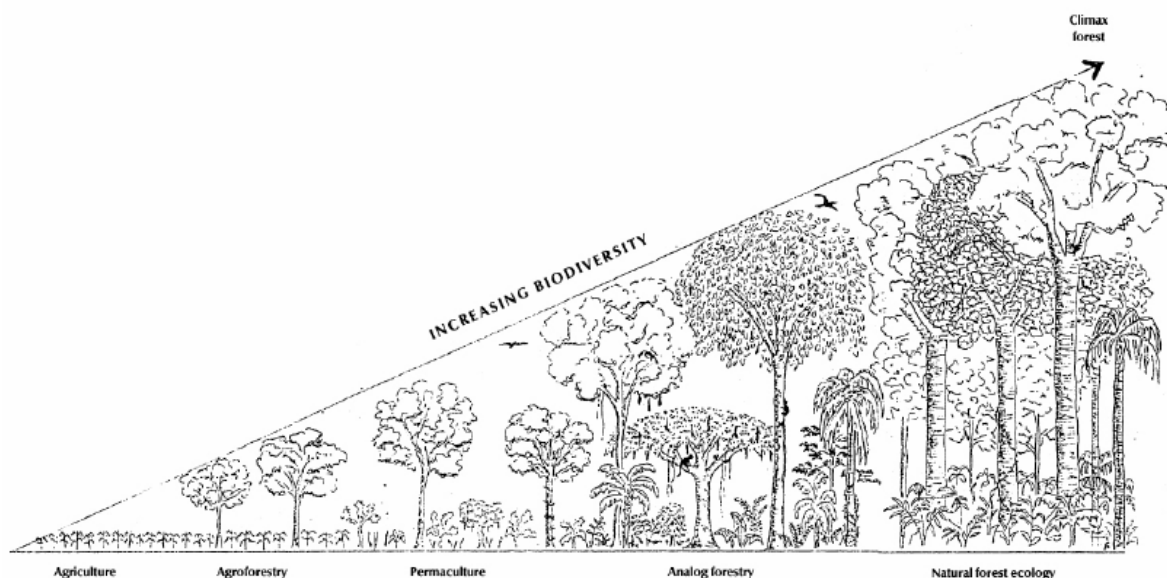 Climax
forest
INCREASING BIODIVERSITY
Agriculture
Agroforestry
Permaculture
Analog forestry
Natural forest ecology